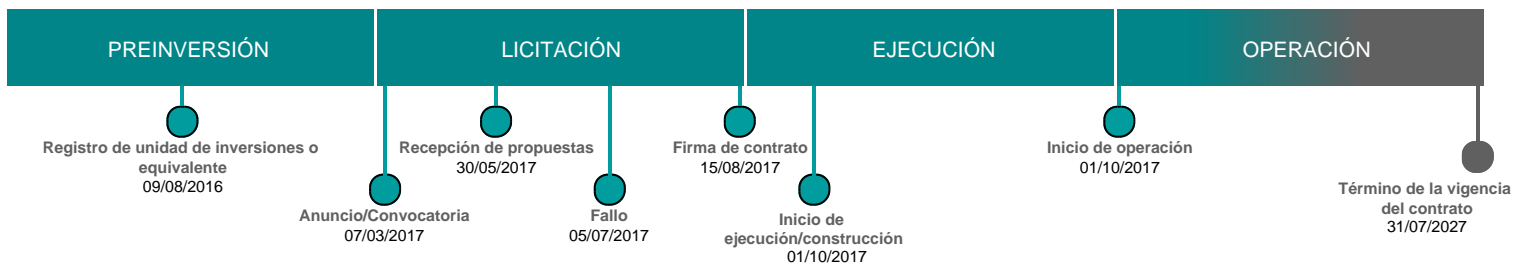 PREINVERSIÓN
LICITACIÓN
EJECUCIÓN
OPERACIÓN
Registro de unidad de inversiones o
equivalente
09/08/2016
Anuncio/Convocatoria
07/03/2017
Recepción de propuestas
30/05/2017
Fallo
05/07/2017
Firma de contrato
15/08/2017
Inicio de
ejecución/construcción
01/10/2017
Inicio de operación
01/10/2017
Término de la vigencia
del contrato
31/07/2027